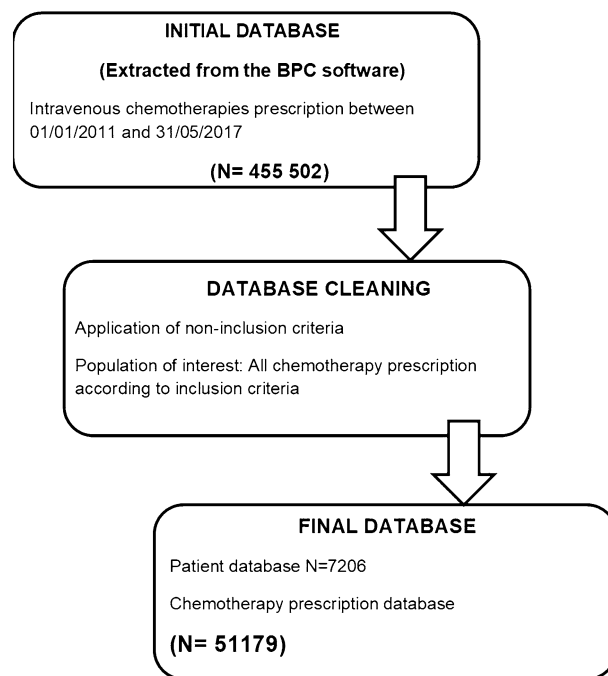 INITIAL DATABASE
(Extracted from the BPC software)
Intravenous chemotherapies prescription between
01/01/2011 and 31/05/2017
(N= 455 502)
DATABASE CLEANING
Application of non-inclusion criteria
Population of interest: All chemotherapy prescription
according to inclusion criteria
FINAL DATABASE
Patient database N=7206
Chemotherapy prescription database
(N= 51179)